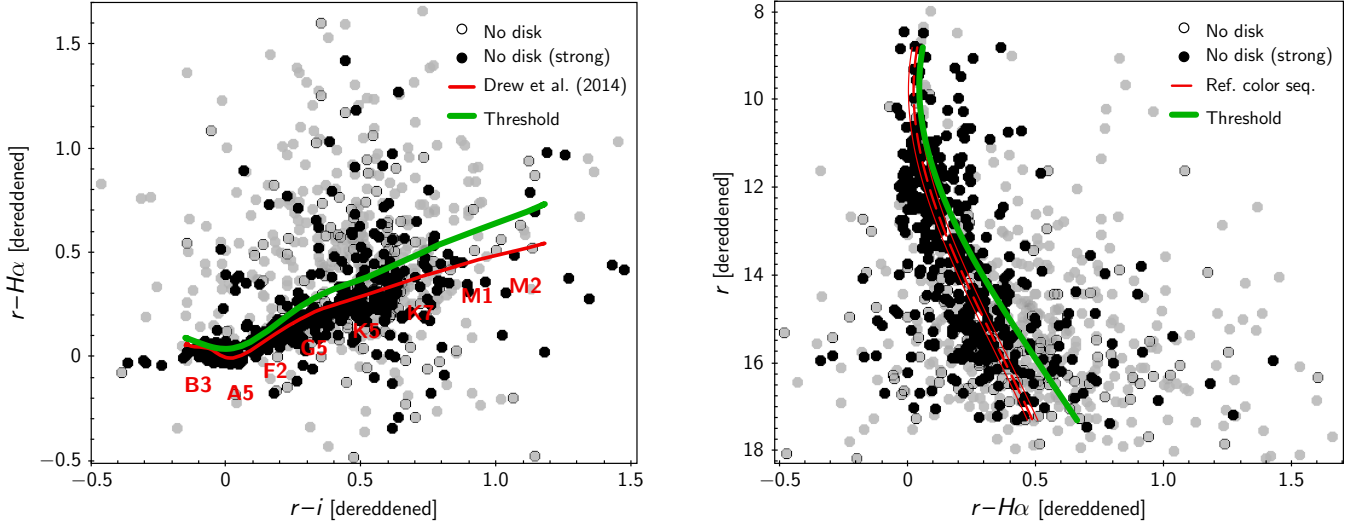 1.5
1.0
0.5
0
−0.5
−0.5
0
0.5
1.0
1.5
r−Hα [dereddened]
r−i [dereddened]
No disk
No disk (strong)
Drew et al. (2014)
Threshold
B3
A5
F2
G5
K5
K7
M1
M2
8
10
12
14
16
18
−0.5
0
0.5
1.0
1.5
r [dereddened]
r−Hα [dereddened]
No disk
No disk (strong)
Ref. color seq.
Threshold